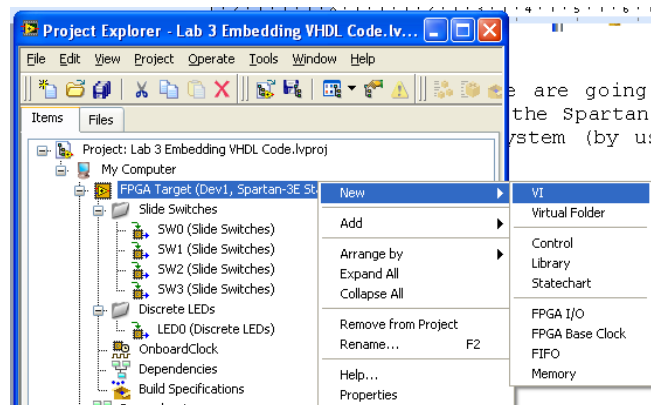 Project Explorer - Lab 3 Embedding VHDL Code.lv...
File Edit View Project Operate Tools Window Help
Items Files
Project: Lab 3 Embedding VHDL Code.lvproj
My Computer
FPGA Target (Dev1, Spartan-3E St
Slide Switches
SW0 (Slide Switches)
SW1 (Slide Switches)
SW2 (Slide Switches)
SW3 (Slide Switches)
Discrete LEDs
LED0 (Discrete LEDs)
OnboardClock
Dependencies
Build Specifications
New
Add
Arrange by
Expand All
Collapse All
Remove from Project
Rename... F2
Help...
Properties
VI
Virtual Folder
Control
Library
Statechart
FPGA I/O
FPGA Base Clock
FIFO
Memory
e are going
the Spartan
ystem (by us
4 5 6